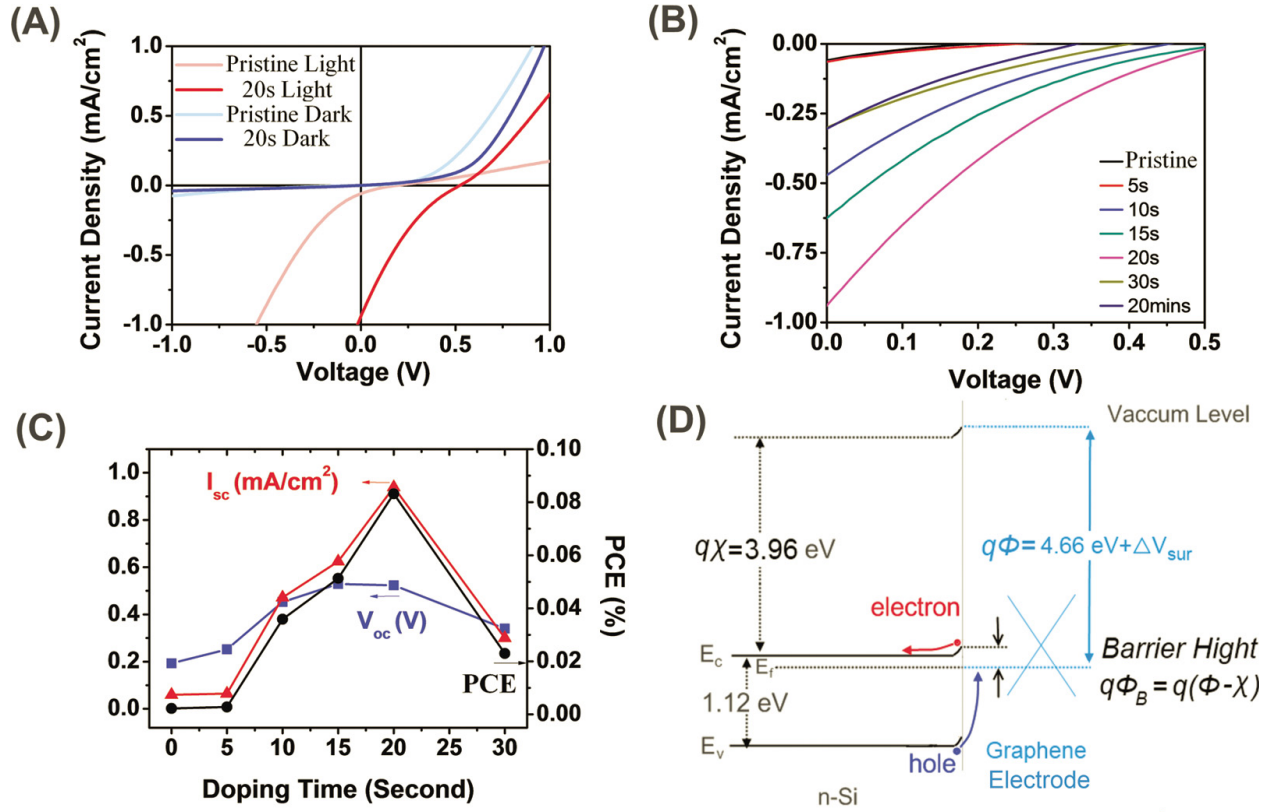 (A)
Current Density (mA/cm²)
1.0
0.5
0.0
-0.5
-1.0
Pristine Light
20s Light
Pristine Dark
20s Dark
-1.0 -0.5 0.0 0.5 1.0
Voltage (V)
(B)
Current Density (mA/cm²)
0.00
-0.25
-0.50
-0.75
-1.00
Pristine
5s
10s
15s
20s
30s
20mins
0.0 0.1 0.2 0.3 0.4 0.5
Voltage (V)
(C)
1.0
0.8
0.6
0.4
0.2
0.0
Isc (mA/cm²)
Voc (V)
PCE
0.10
0.08
0.06
0.04
0.02
0.00
PCE (%)
0 5 10 15 20 30
Doping Time (Second)
(D)
Vaccum Level
qχ=3.96 eV
qΦ= 4.66 eV+△Vsur
electron
Ec
Ef
Barrier Hight
qΦB = q(Φ-χ)
1.12 eV
Ev
hole
Graphene
Electrode
n-Si